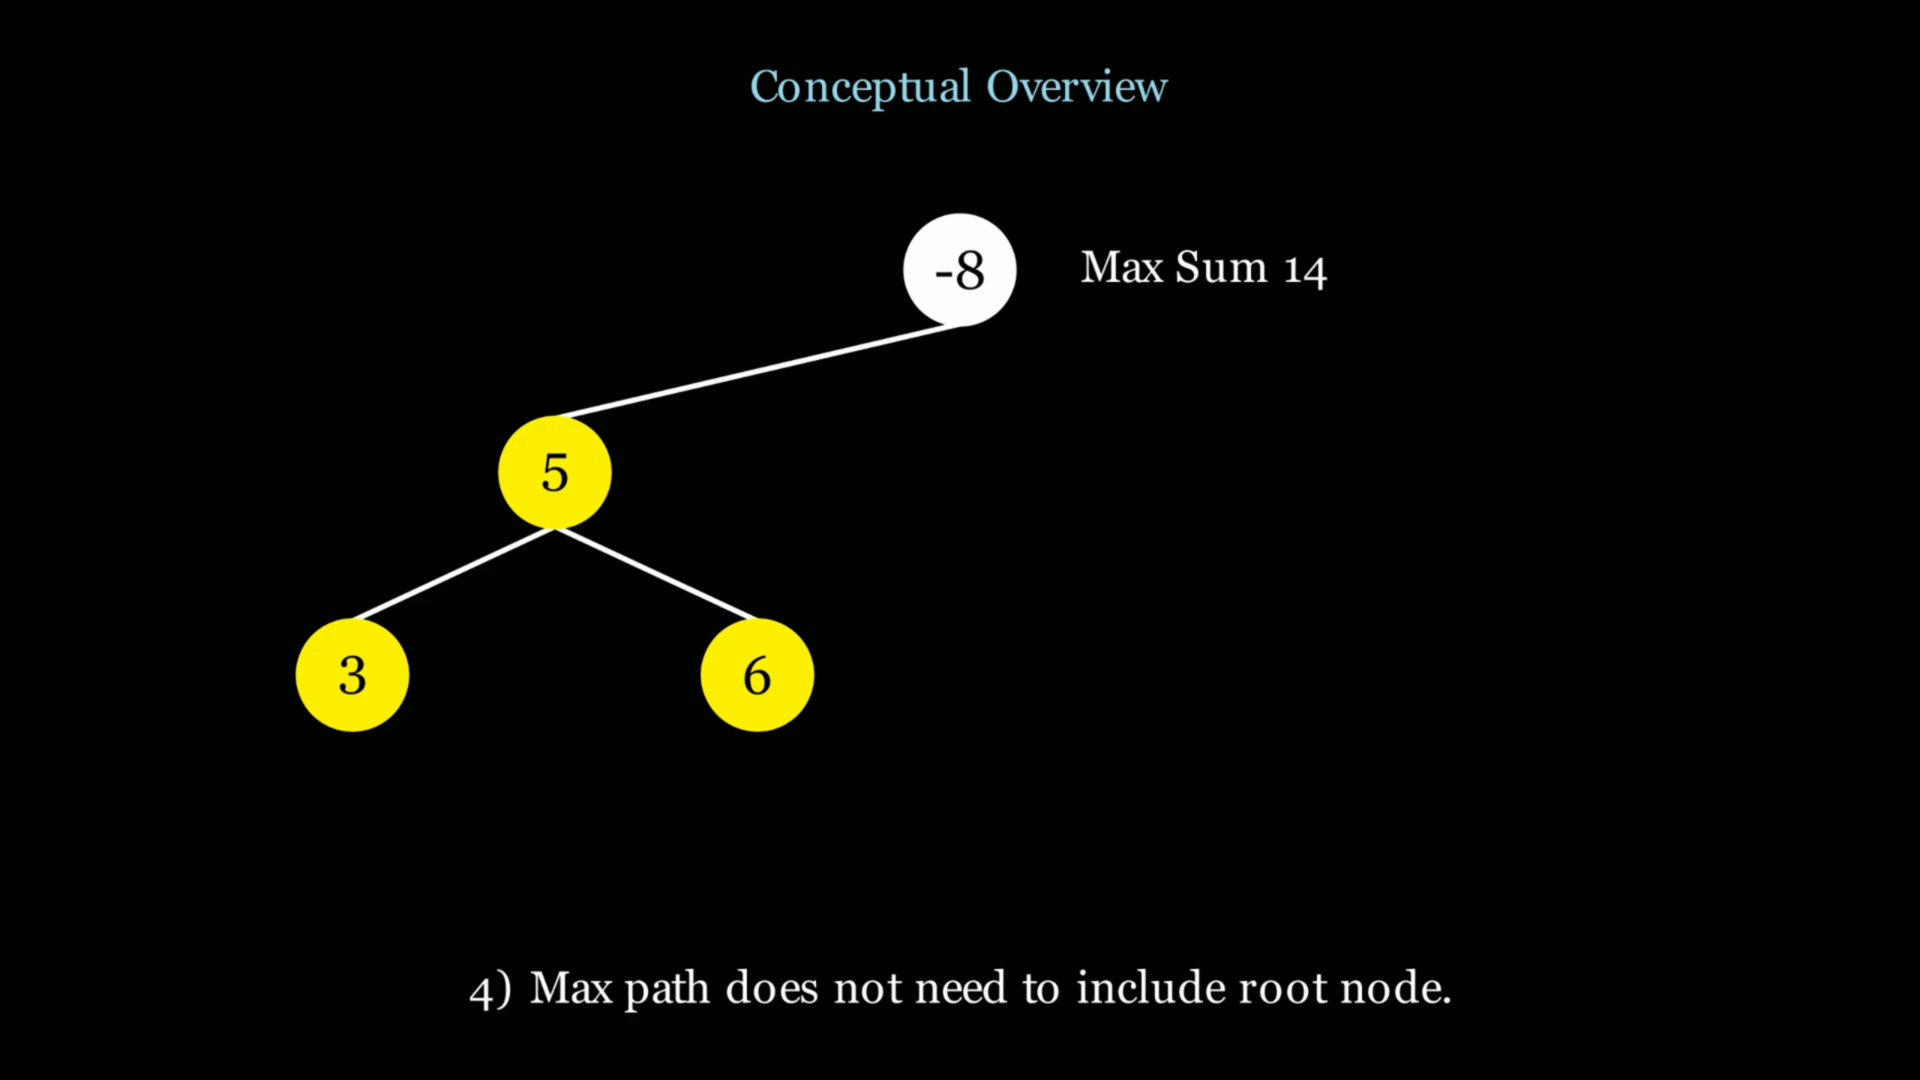 Conceptual Overview
-8
Max Sum 14
5
3
6
4) Max path does not need to include root node.